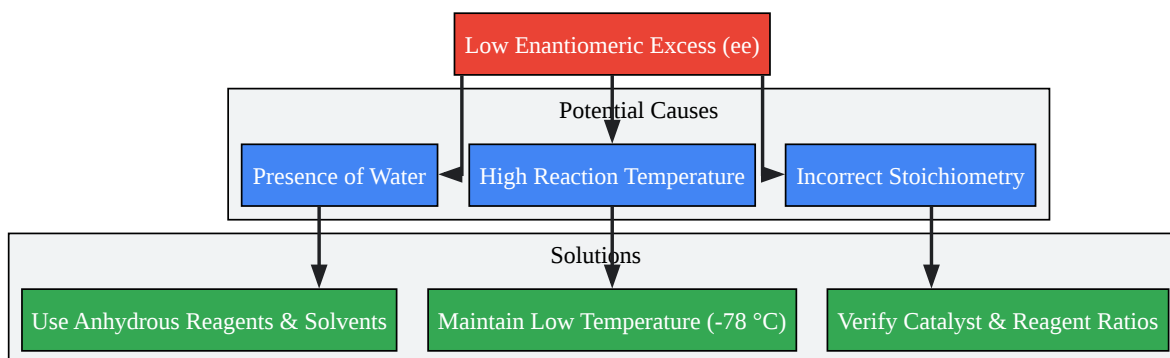 Low Enantiomeric Excess (ee)
Potential Causes
Presence of Water
High Reaction Temperature
Incorrect Stoichiometry
Solutions
Use Anhydrous Reagents & Solvents
Maintain Low Temperature (-78 °C)
Verify Catalyst & Reagent Ratios